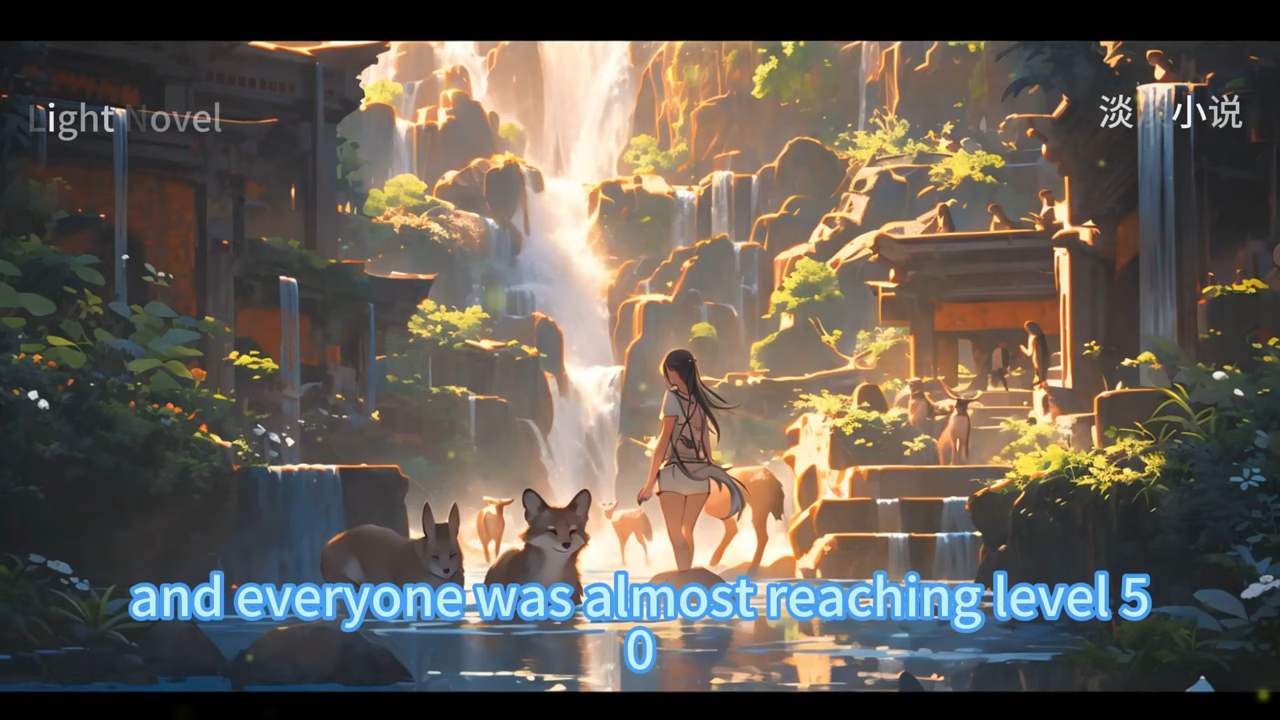 Light Novel
淡小说
and everyone was almost reaching level 5
0